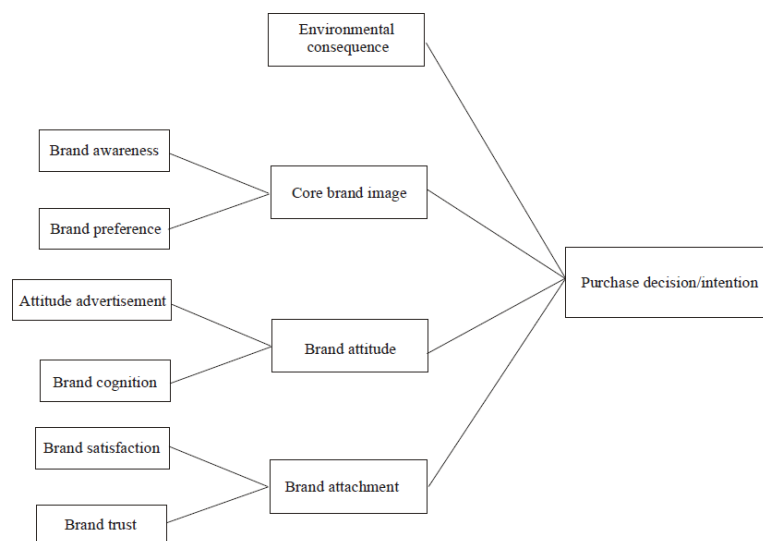 Environmental
consequence
Brand awareness
Core brand image
Brand preference
Purchase decision/intention
Attitude advertisement
Brand attitude
Brand cognition
Brand satisfaction
Brand attachment
Brand trust